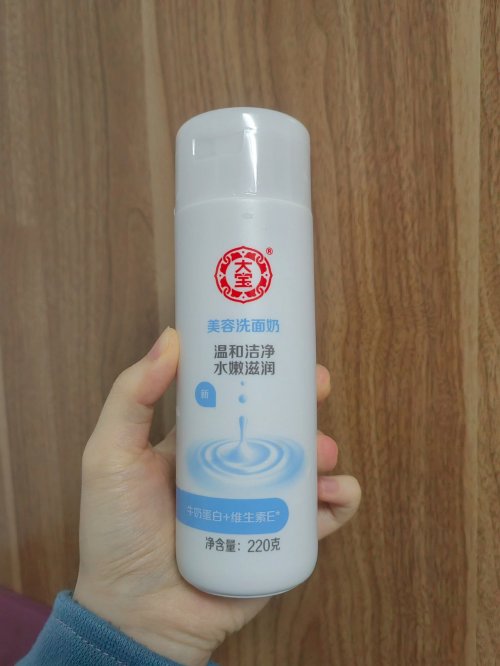 大宝
®
美容洗面奶
温和洁净
水嫩滋润
新
牛奶蛋白+维生素E*
净含量：220克